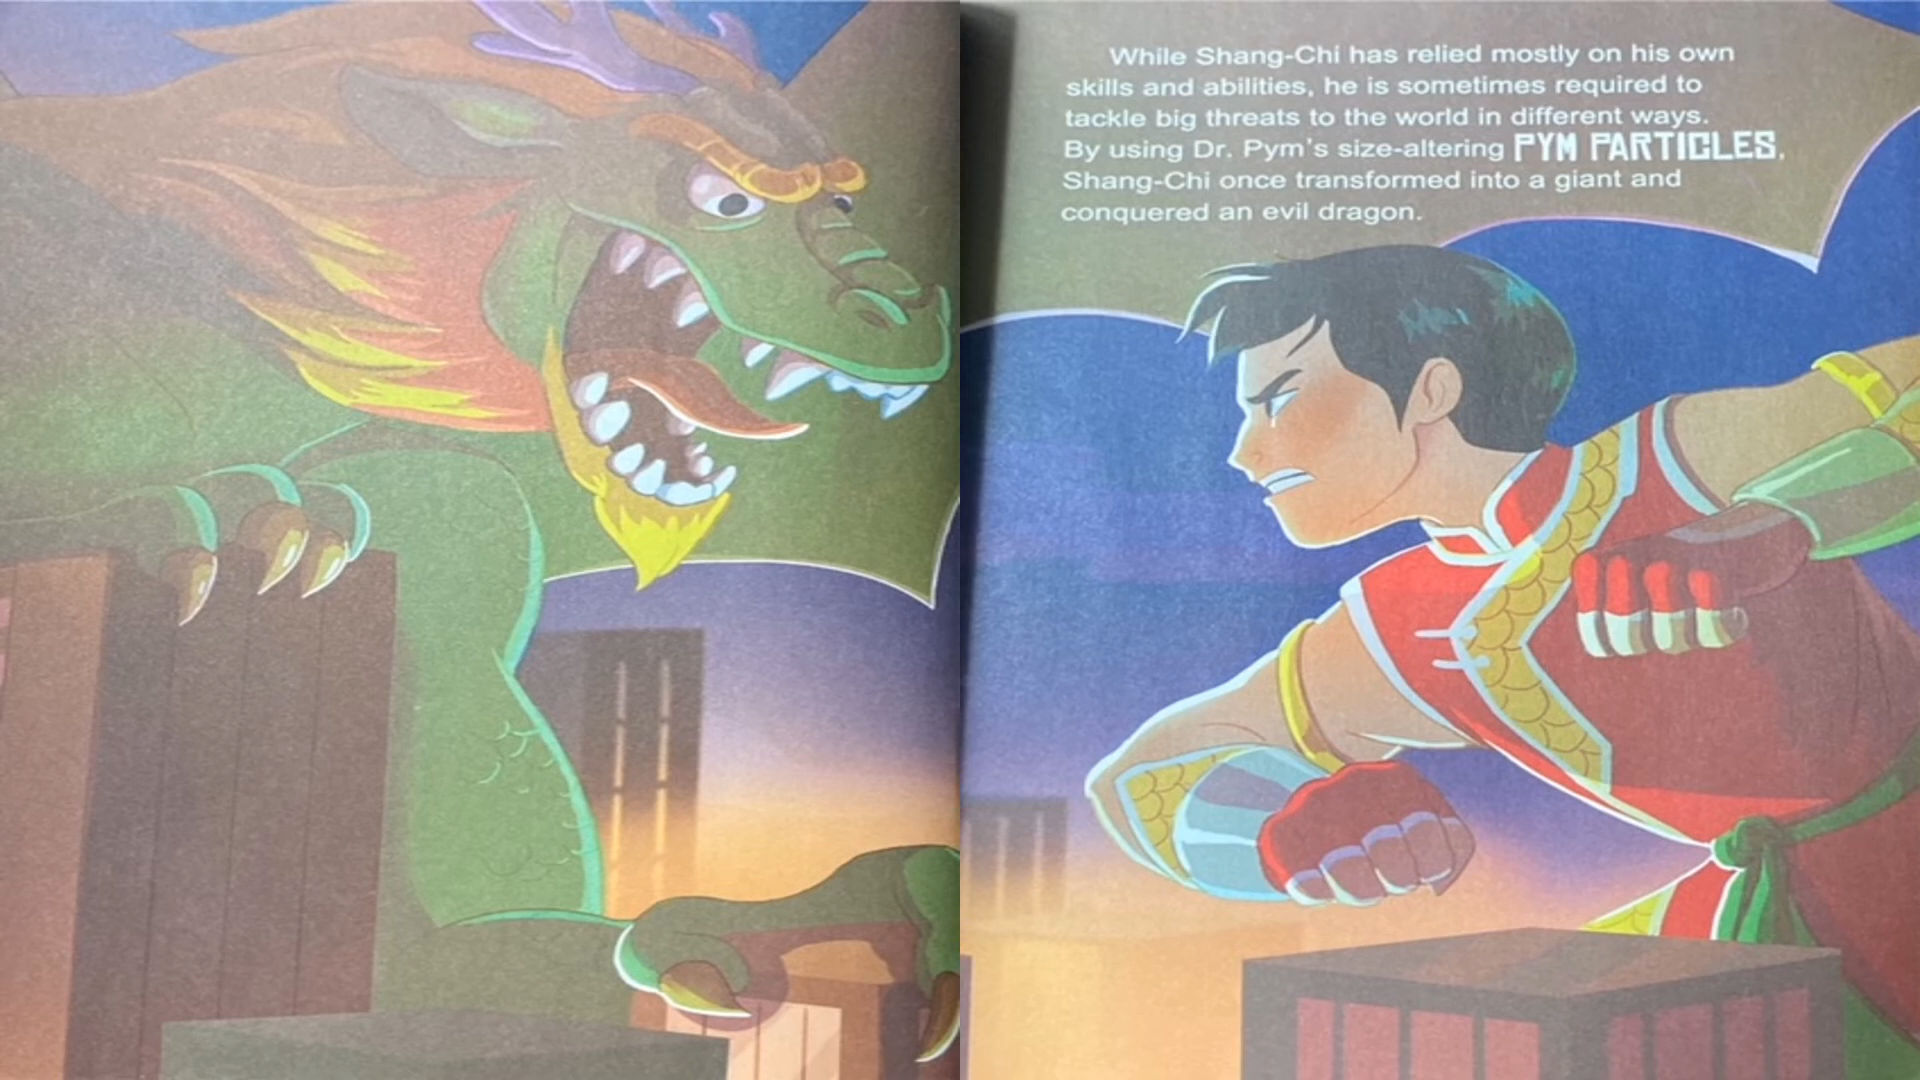 While Shang-Chi has relied mostly on his own
skills and abilities, he is sometimes required to
tackle big threats to the world in different ways.
By using Dr. Pym's size-altering PYM PARTICLES,
Shang-Chi once transformed into a giant and
conquered an evil dragon.